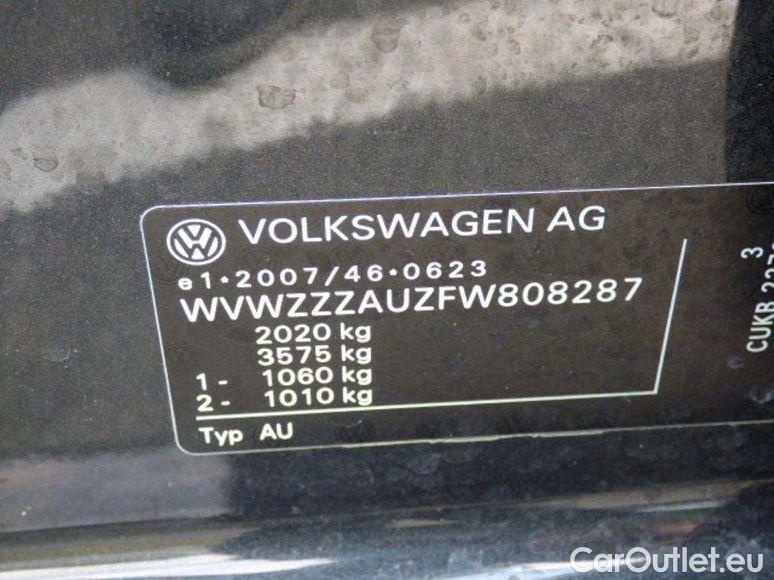 VOLKSWAGEN AG
e1*2007/46*0623
WVWZZZAUZFW808287
2020 kg
3575 kg
1- 1060 kg
2- 1010 kg
Typ AU
3
CUKB
CarOutlet.eu